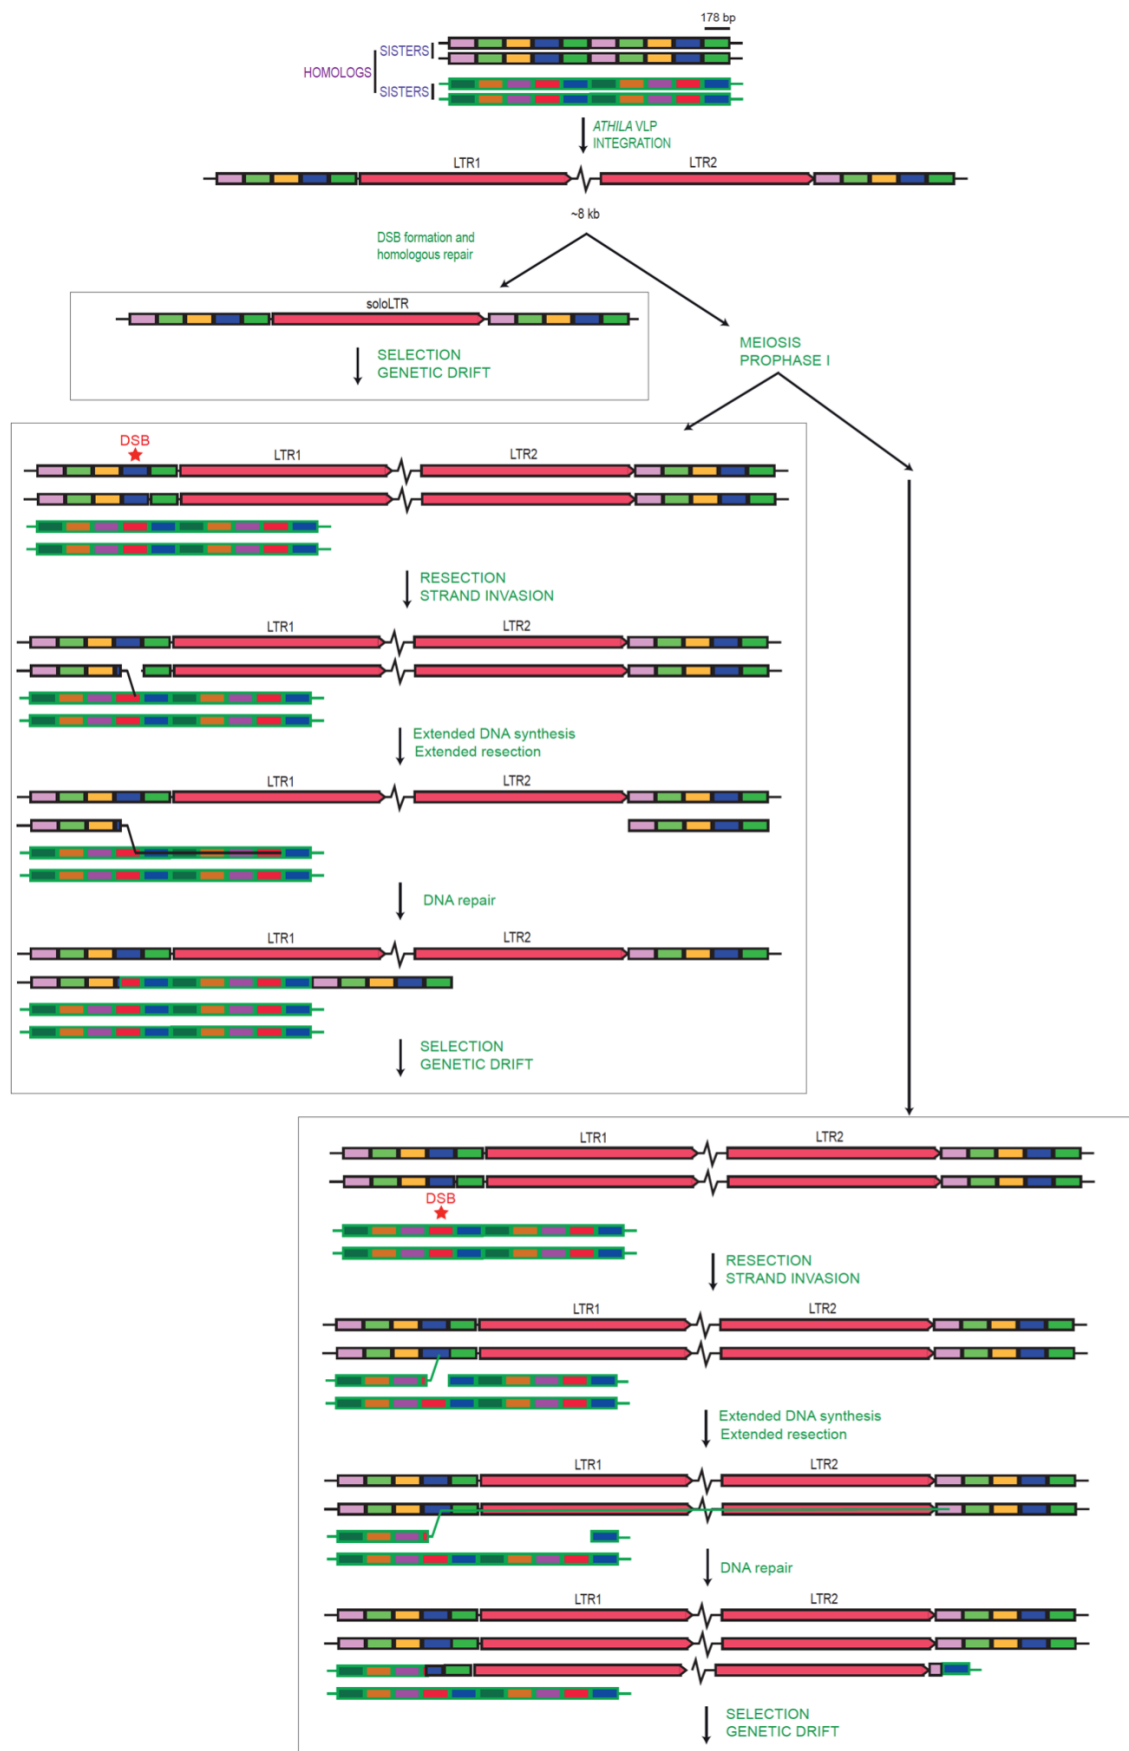 178 bp
SISTERS
HOMOLOGS
SISTERS
ATHILA VLP
INTEGRATION
LTR1 LTR2
~8 kb
DSB formation and
homologous repair
soloLTR
SELECTION
GENETIC DRIFT
MEIOSIS
PROPHASE I
DSB
LTR1 LTR2
RESECTION
STRAND INVASION
LTR1 LTR2
Extended DNA synthesis
Extended resection
LTR1 LTR2
DNA repair
LTR1 LTR2
SELECTION
GENETIC DRIFT
LTR1 LTR2
DSB
RESECTION
STRAND INVASION
LTR1 LTR2
Extended DNA synthesis
Extended resection
LTR1 LTR2
DNA repair
LTR1 LTR2
SELECTION
GENETIC DRIFT